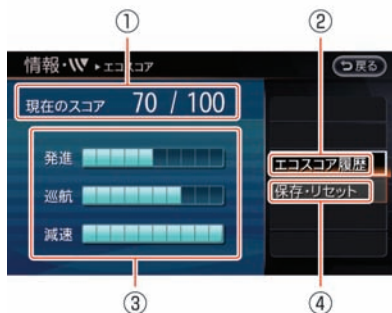 ① ②
情報・W ▸ エコスコア
戻る
現在のスコア 70 / 100
発進
巡航
減速
エコスコア履歴
保存・リセット
③ ④